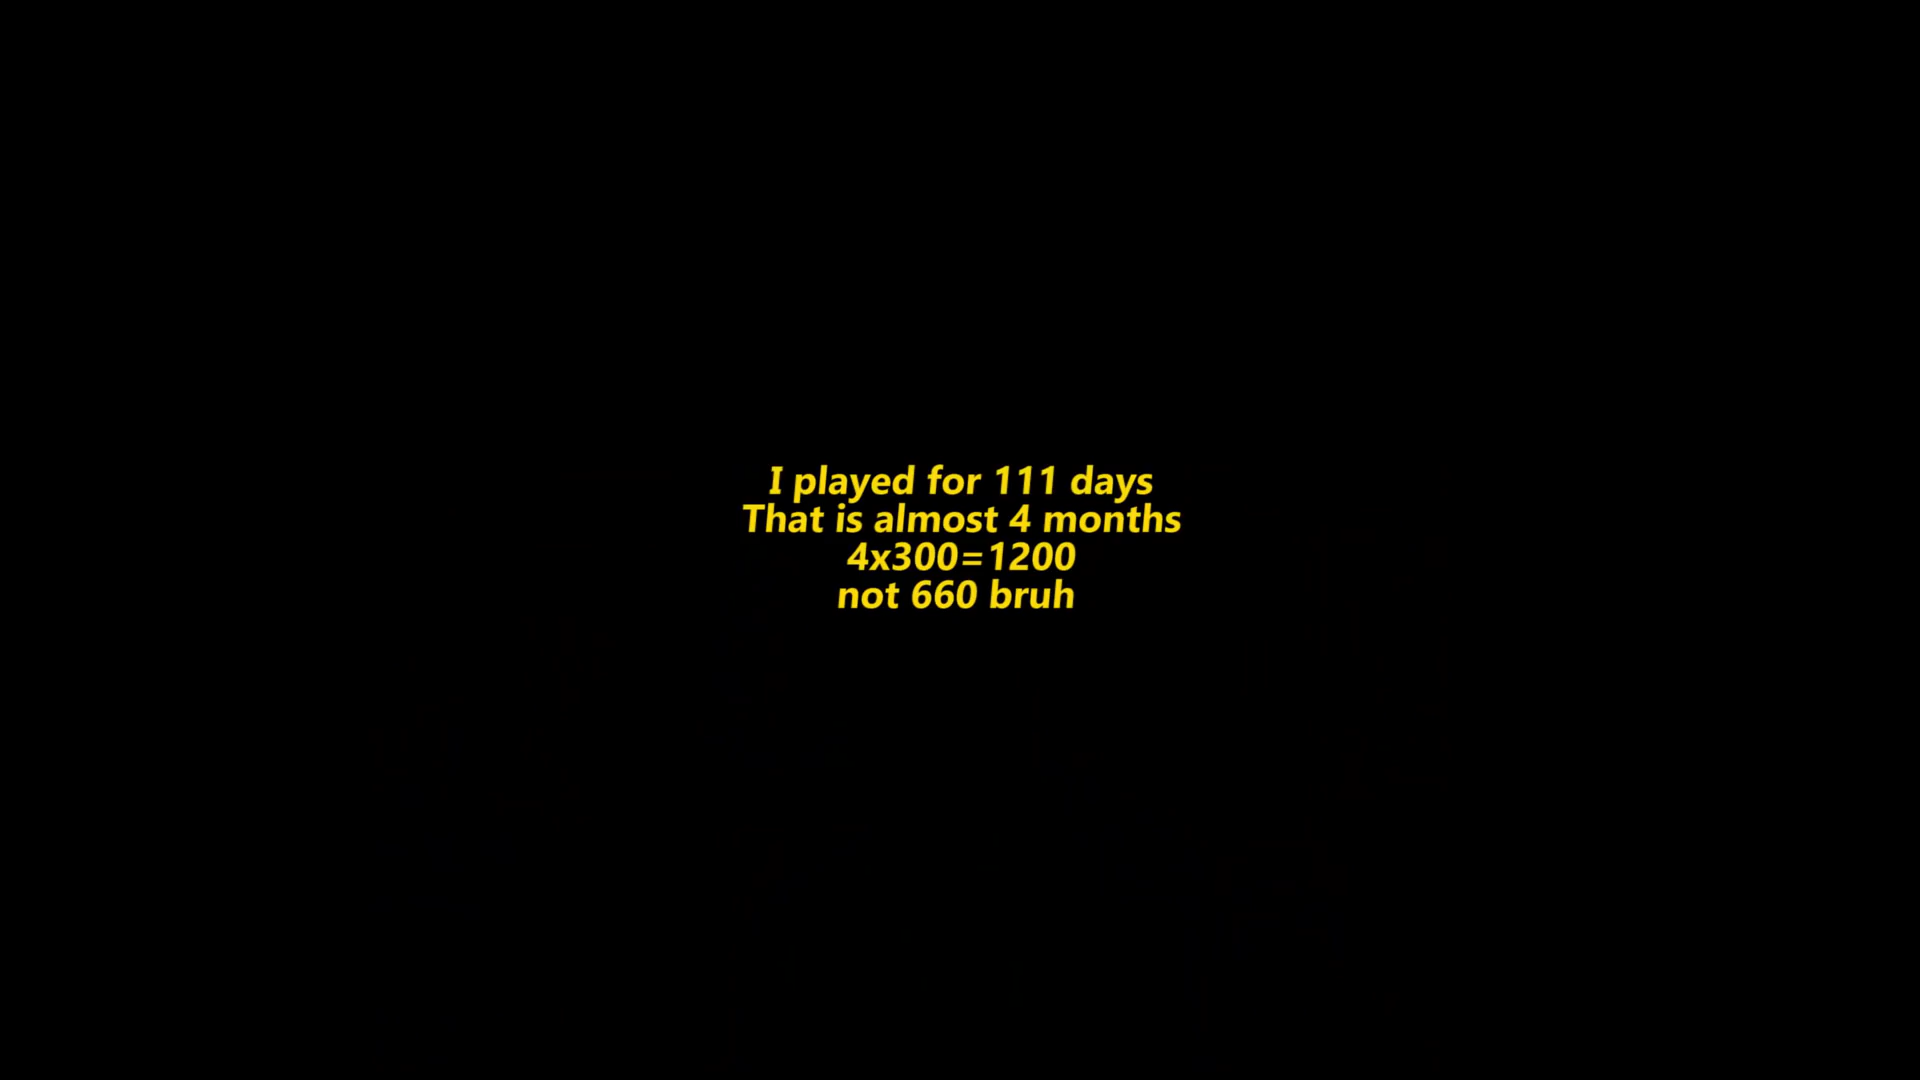 I played for 111 days
That is almost 4 months
4x300=1200
not 660 bruh